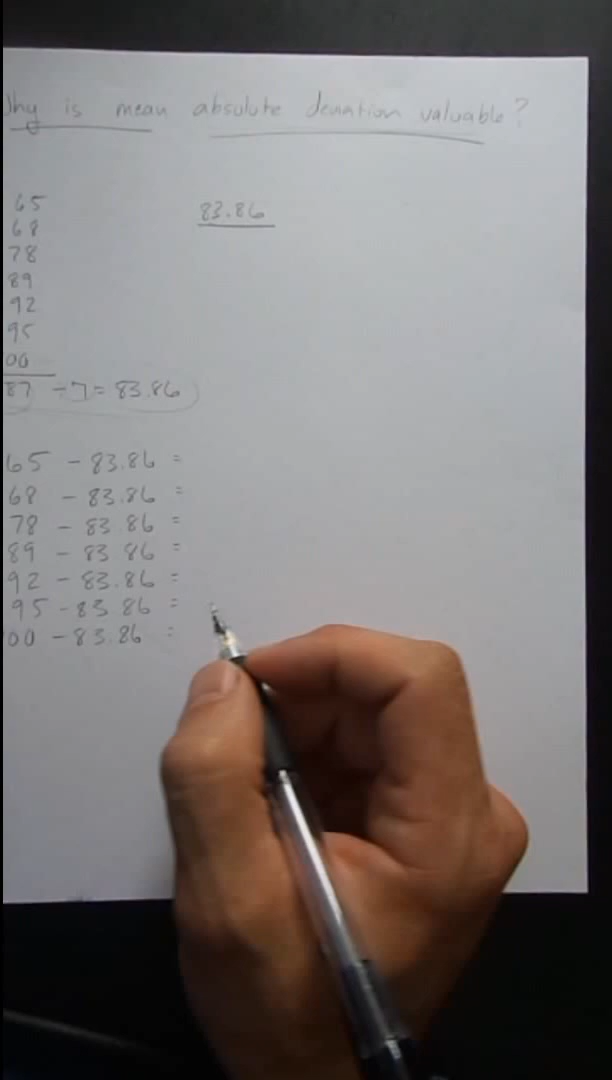 Why is mean absolute deviation valuable?
65
83.86
68
78
89
92
95
00
87 ÷ 7 = 83.86
65 - 83.86 =
68 - 83.86 =
78 - 83.86 =
89 - 83.86 =
92 - 83.86 =
95 - 83.86 =
00 - 83.86 =